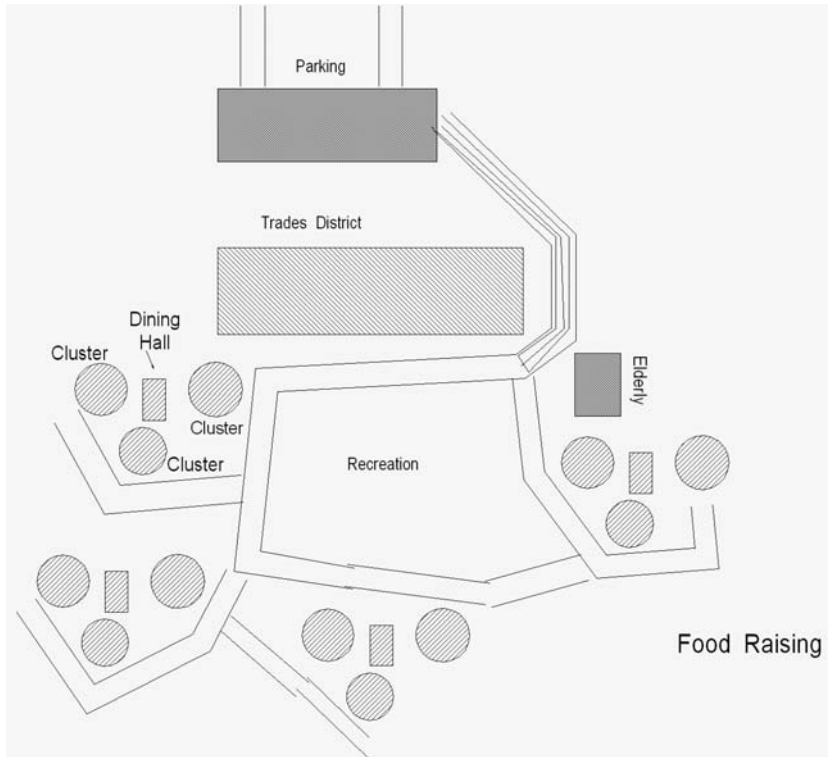 Parking
Trades District
Dining
Hall
Cluster
Elderly
Cluster
Cluster
Recreation
Food Raising